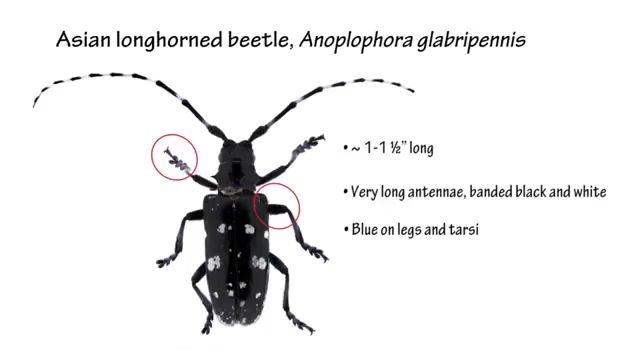 Asian longhorned beetle, Anoplophora glabripennis
• ~ 1-1 ½" long
• Very long antennae, banded black and white
• Blue on legs and tarsi